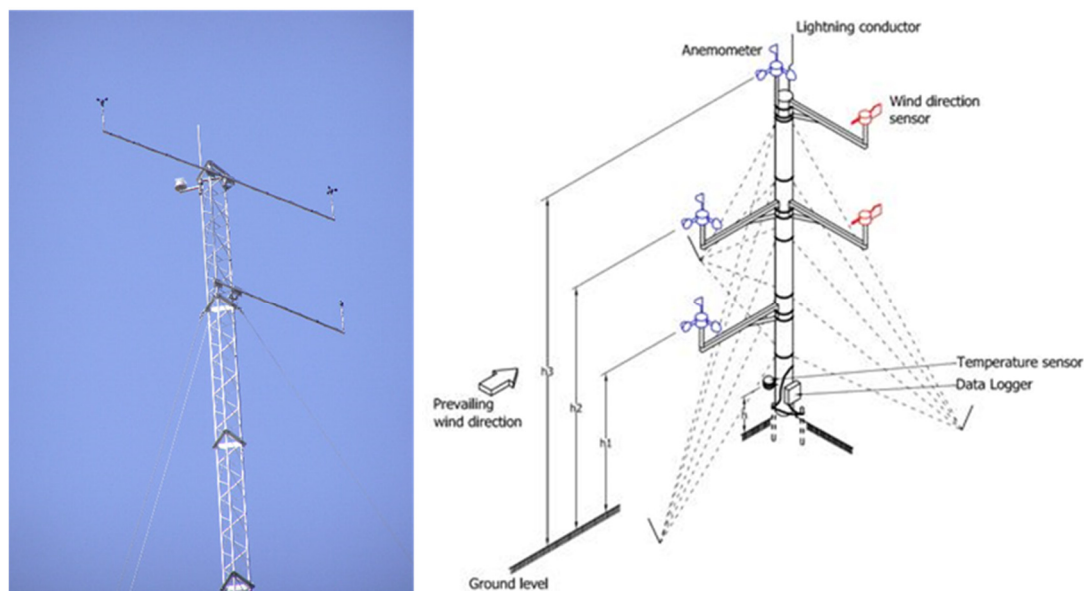 Lightning conductor
Anemometer
Wind direction
sensor
Temperature sensor
Data Logger
Prevailing
wind direction
h3
h2
h1
Ground level